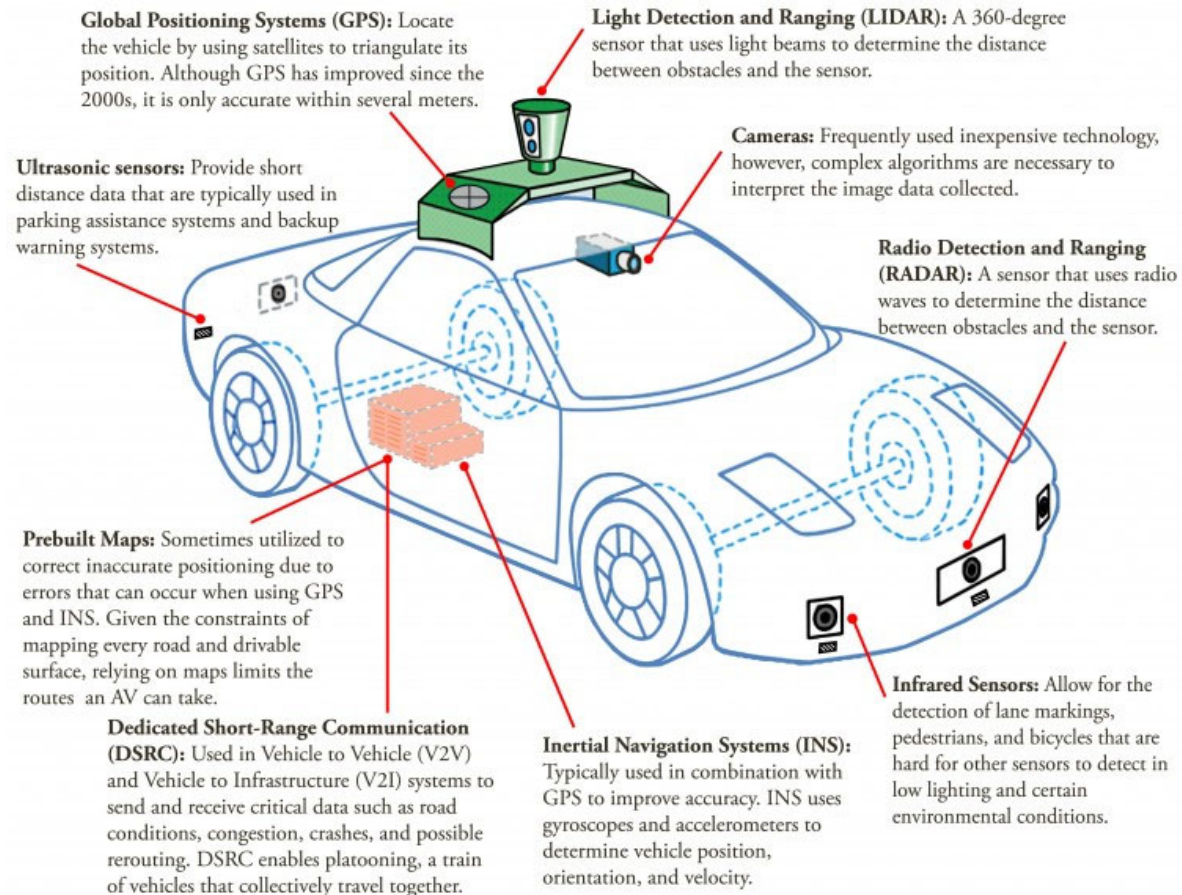 Global Positioning Systems (GPS): Locate
the vehicle by using satellites to triangulate its
position. Although GPS has improved since the
2000s, it is only accurate within several meters.
Light Detection and Ranging (LIDAR): A 360-degree
sensor that uses light beams to determine the distance
between obstacles and the sensor.
Cameras: Frequently used inexpensive technology,
however, complex algorithms are necessary to
interpret the image data collected.
Ultrasonic sensors: Provide short
distance data that are typically used in
parking assistance systems and backup
warning systems.
Radio Detection and Ranging
(RADAR): A sensor that uses radio
waves to determine the distance
between obstacles and the sensor.
Prebuilt Maps: Sometimes utilized to
correct inaccurate positioning due to
errors that can occur when using GPS
and INS. Given the constraints of
mapping every road and drivable
surface, relying on maps limits the
routes an AV can take.
Dedicated Short-Range Communication
(DSRC): Used in Vehicle to Vehicle (V2V)
and Vehicle to Infrastructure (V2I) systems to
send and receive critical data such as road
conditions, congestion, crashes, and possible
rerouting. DSRC enables platooning, a train
of vehicles that collectively travel together.
Inertial Navigation Systems (INS):
Typically used in combination with
GPS to improve accuracy. INS uses
gyroscopes and accelerometers to
determine vehicle position,
orientation, and velocity.
Infrared Sensors: Allow for the
detection of lane markings,
pedestrians, and bicycles that are
hard for other sensors to detect in
low lighting and certain
environmental conditions.